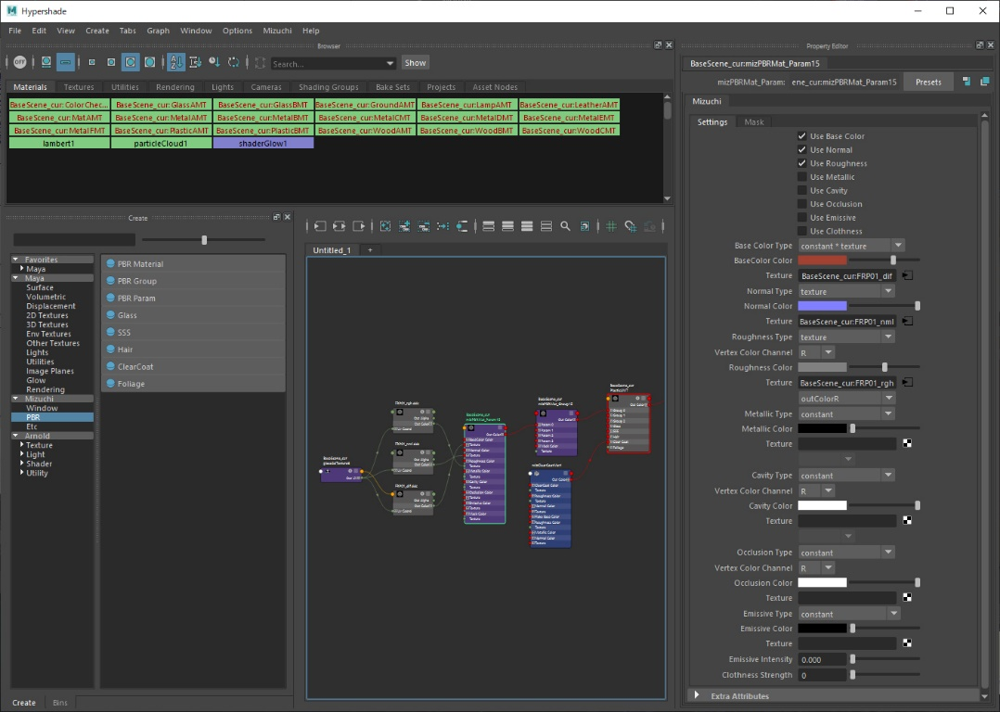 Hypershade
File Edit View Create Tabs Graph Window Options Mizuchi Help
Browser
OFF Search... Show
Materials Textures Utilities Rendering Lights Cameras Shading Groups Bake Sets Projects Asset Nodes
BaseScene_cur:ColorChec... BaseScene_cur:GlassAMT BaseScene_cur:GlassBMT BaseScene_cur:GroundAMT BaseScene_cur:LampAMT BaseScene_cur:LeatherAMT
BaseScene_cur:MatAMT BaseScene_cur:MetalAMT BaseScene_cur:MetalBMT BaseScene_cur:MetalCMT BaseScene_cur:MetalDMT BaseScene_cur:MetalEMT
BaseScene_cur:MetalFMT BaseScene_cur:PlasticAMT BaseScene_cur:PlasticBMT BaseScene_cur:WoodAMT BaseScene_cur:WoodBMT BaseScene_cur:WoodCMT
lambert1 particleCloud1 shaderGlow1
Create
Favorites
Maya
Maya
Surface
Volumetric
Displacement
2D Textures
3D Textures
Env Textures
Other Textures
Lights
Utilities
Image Planes
Glow
Rendering
Mizuchi
Window
PBR
Etc
Arnold
Texture
Light
Shader
Utility
PBR Material
PBR Group
PBR Param
Glass
SSS
Hair
ClearCoat
Foliage
Create Bins
Untitled_1 +
Property Editor
BaseScene_cur:mizPBRMat_Param15
mizPBRMat_Param: ene_cur:mizPBRMat_Param15 Presets
Mizuchi
Settings Mask
Use Base Color
Use Normal
Use Roughness
Use Metallic
Use Cavity
Use Occlusion
Use Emissive
Use Clothness
Base Color Type constant * texture
BaseColor Color
Texture BaseScene_cur:FRP01_dif
Normal Type texture
Normal Color
Texture BaseScene_cur:FRP01_nml
Roughness Type texture
Vertex Color Channel R
Roughness Color
Texture BaseScene_cur:FRP01_rgh
outColorR
Metallic Type constant
Metallic Color
Texture
Cavity Type constant
Vertex Color Channel R
Cavity Color
Texture
Occlusion Type constant
Vertex Color Channel R
Occlusion Color
Texture
Emissive Type constant
Emissive Color
Texture
Emissive Intensity 0.000
Clothness Strength 0
Extra Attributes